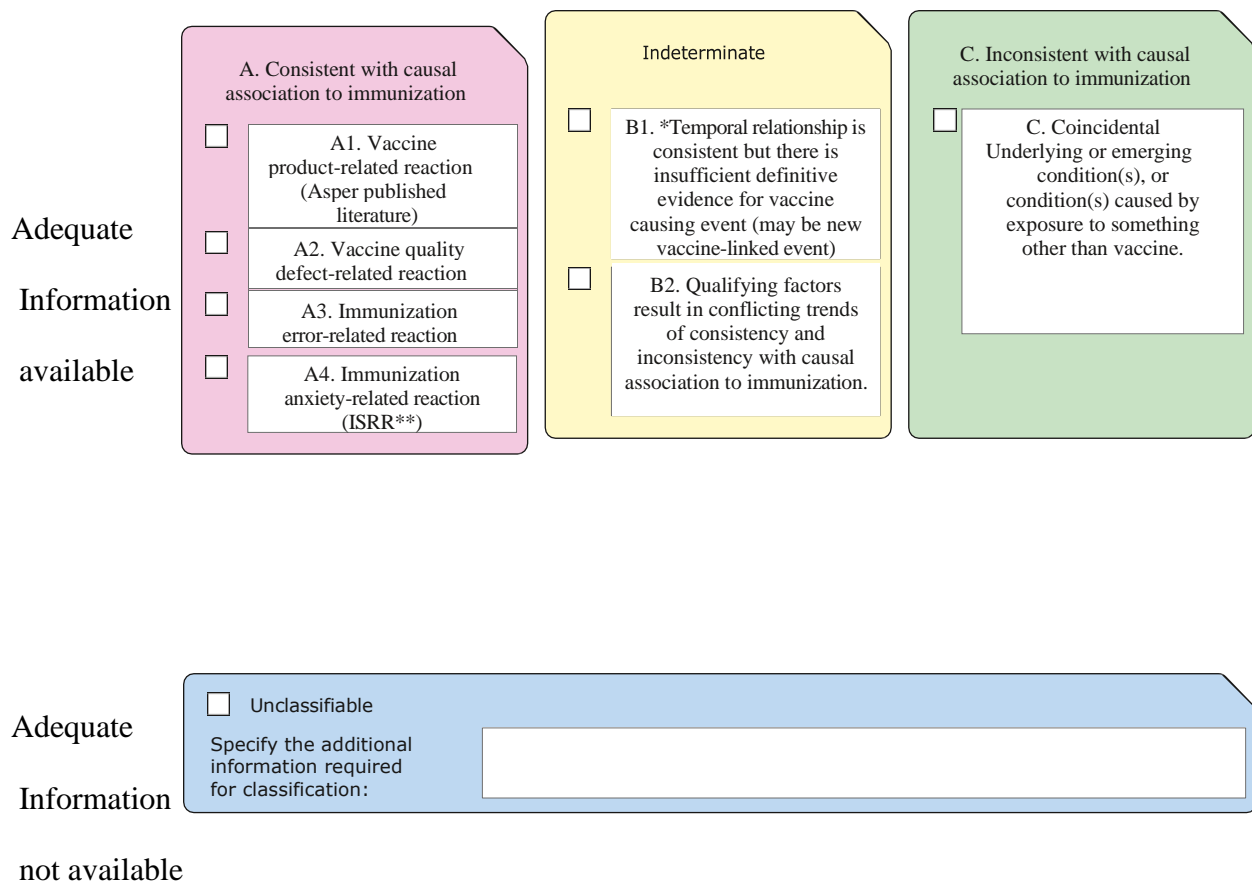 A. Consistent with causal
association to immunization
A1. Vaccine
product-related reaction
(Asper published
literature)
A2. Vaccine quality
defect-related reaction
A3. Immunization
error-related reaction
A4. Immunization
anxiety-related reaction
(ISRR**)
Indeterminate
B1. *Temporal relationship is
consistent but there is
insufficient definitive
evidence for vaccine
causing event (may be new
vaccine-linked event)
B2. Qualifying factors
result in conflicting trends
of consistency and
inconsistency with causal
association to immunization.
C. Inconsistent with causal
association to immunization
C. Coincidental
Underlying or emerging
condition(s), or
condition(s) caused by
exposure to something
other than vaccine.
Adequate
Information
available
Adequate
Information
not available
Unclassifiable
Specify the additional
information required
for classification: